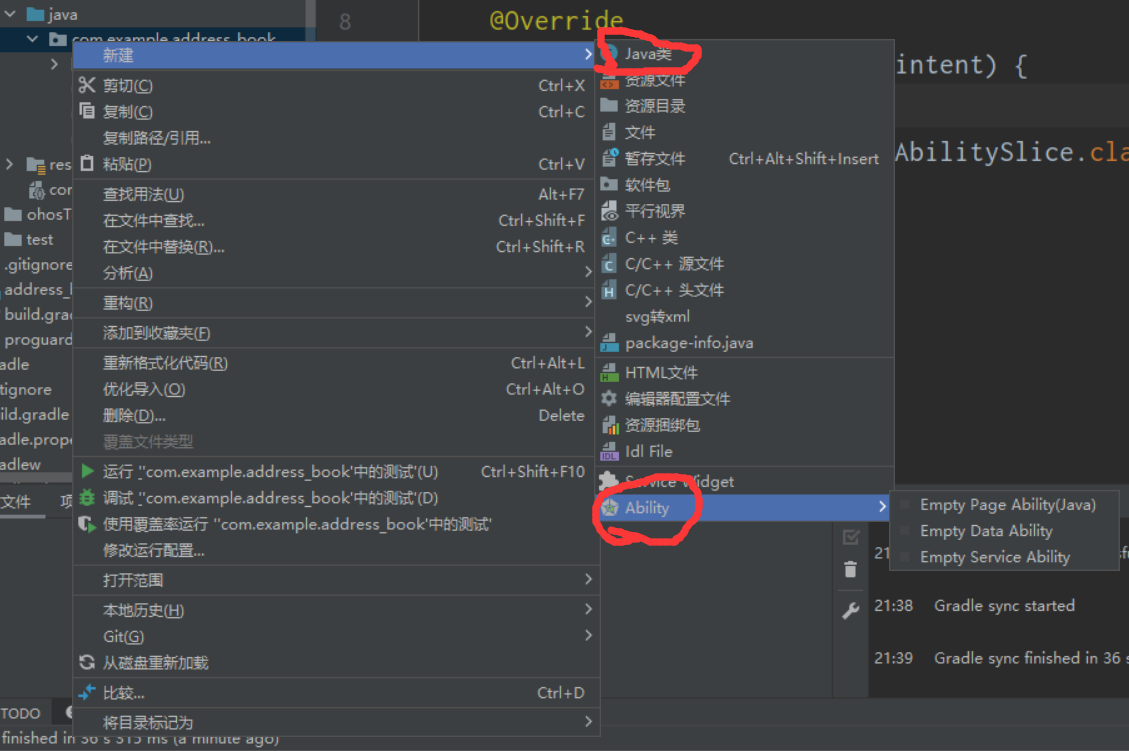 java
8
@Override
com.example.address_book
新建
剪切(C) Ctrl+X
复制(C) Ctrl+C
复制路径/引用...
粘贴(P) Ctrl+V
查找用法(U) Alt+F7
在文件中查找... Ctrl+Shift+F
在文件中替换(R)... Ctrl+Shift+R
分析(A)
重构(R)
添加到收藏夹(F)
重新格式化代码(R) Ctrl+Alt+L
优化导入(O) Ctrl+Alt+O
删除(D)... Delete
覆盖文件类型
运行 "com.example.address_book'中的测试'(U) Ctrl+Shift+F10
调试 "com.example.address_book'中的测试'(D)
使用覆盖率运行 "com.example.address_book'中的测试'
修改运行配置...
打开范围
本地历史(H)
Git(G)
从磁盘重新加载
比较... Ctrl+D
将目录标记为
Java类
资源文件
资源目录
文件
暂存文件 Ctrl+Alt+Shift+Insert
软件包
平行视界
C++ 类
C/C++ 源文件
C/C++ 头文件
svg转xml
package-info.java
HTML文件
编辑器配置文件
资源捆绑包
Idl File
Service Widget
Ability
Empty Page Ability(Java)
Empty Data Ability
Empty Service Ability
intent) {
AbilitySlice.cla
res
con
ohosT
test
.gitignore
address_b
build.grad
proguard
adle
tignore
ild.gradle
adle.prope
adlew
文件 项
21:38 Gradle sync started
21:39 Gradle sync finished in 36 s
TODO
finished in 36 s 315 ms (a minute ago)